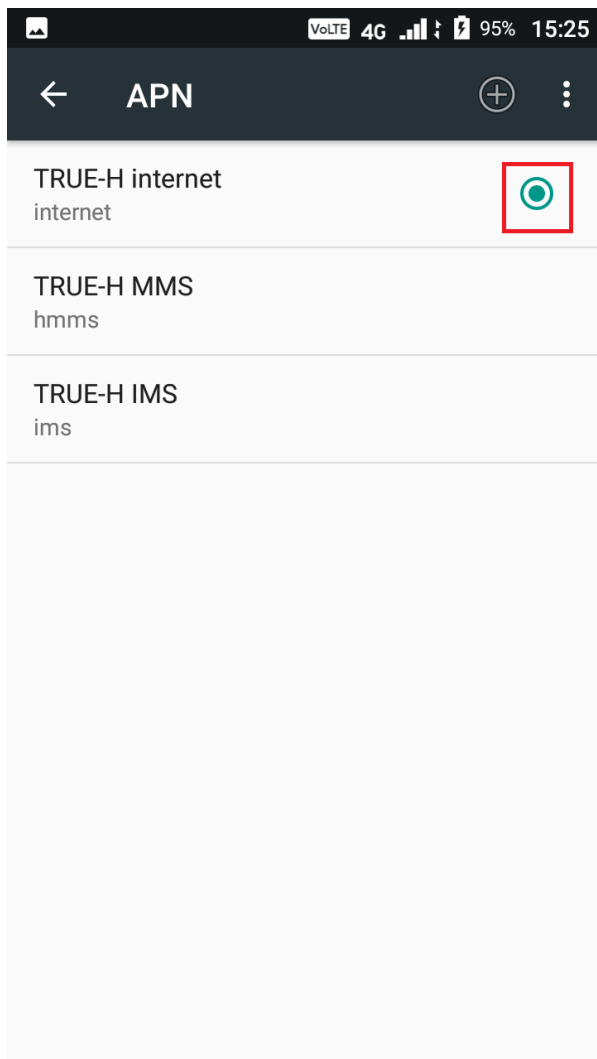 VoLTE 4G 95% 15:25
APN
TRUE-H internet
internet
TRUE-H MMS
hmms
TRUE-H IMS
ims